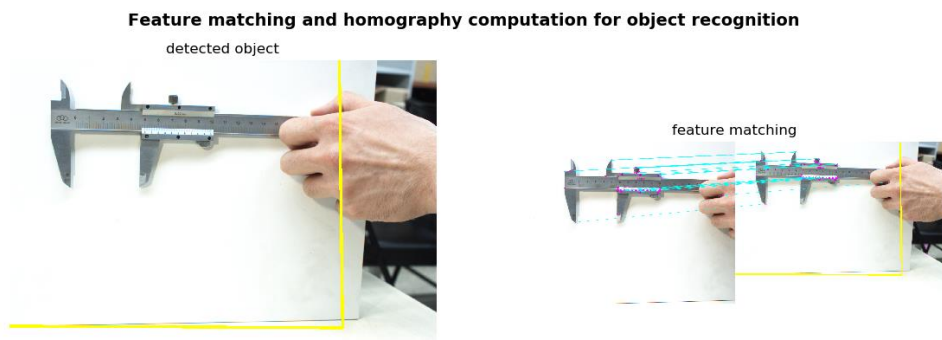 Feature matching and homography computation for object recognition
detected object
feature matching